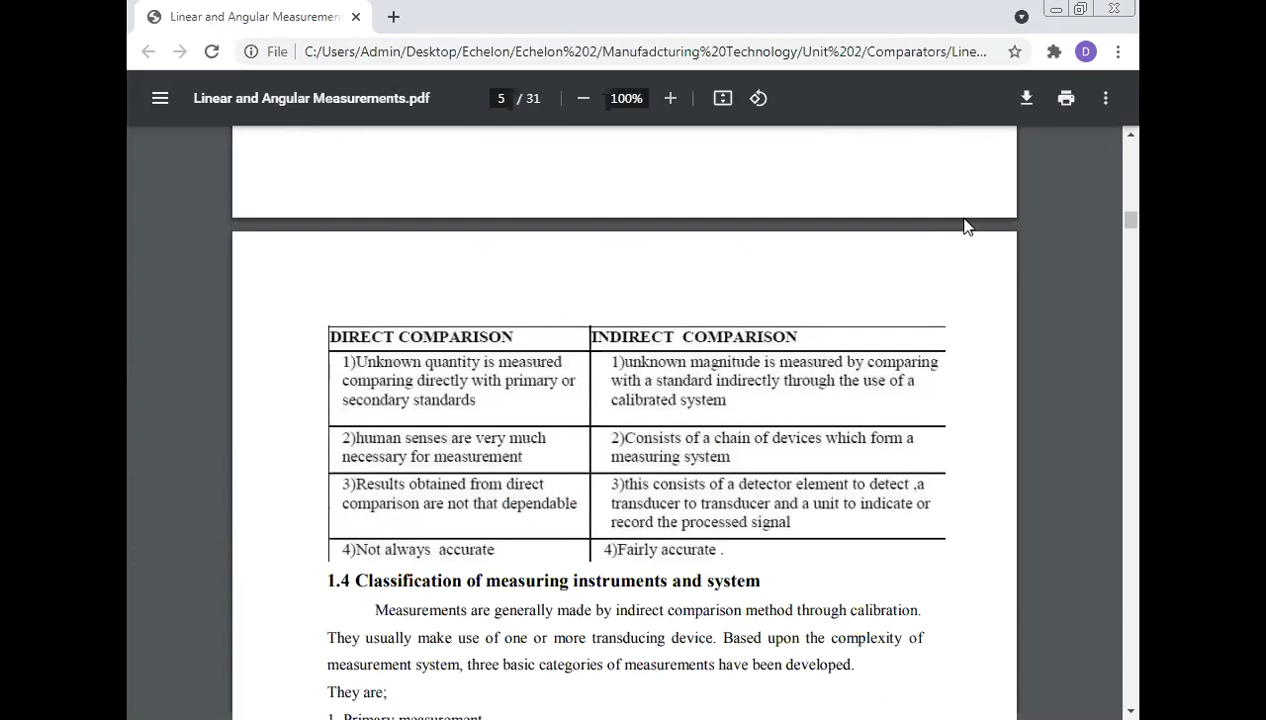 Linear and Angular Measurement
File
C:/Users/Admin/Desktop/Echelon/Echelon%202/Manufadcturing%20Technology/Unit%202/Comparators/Line...
D
Linear and Angular Measurements.pdf
5 / 31
100%
DIRECT COMPARISON
INDIRECT COMPARISON
1)Unknown quantity is measured
comparing directly with primary or
secondary standards
1)unknown magnitude is measured by comparing
with a standard indirectly through the use of a
calibrated system
2)human senses are very much
necessary for measurement
2)Consists of a chain of devices which form a
measuring system
3)Results obtained from direct
comparison are not that dependable
3)this consists of a detector element to detect ,a
transducer to transducer and a unit to indicate or
record the processed signal
4)Not always accurate
4)Fairly accurate .
1.4 Classification of measuring instruments and system
Measurements are generally made by indirect comparison method through calibration.
They usually make use of one or more transducing device. Based upon the complexity of
measurement system, three basic categories of measurements have been developed.
They are;
1. Primary measurement